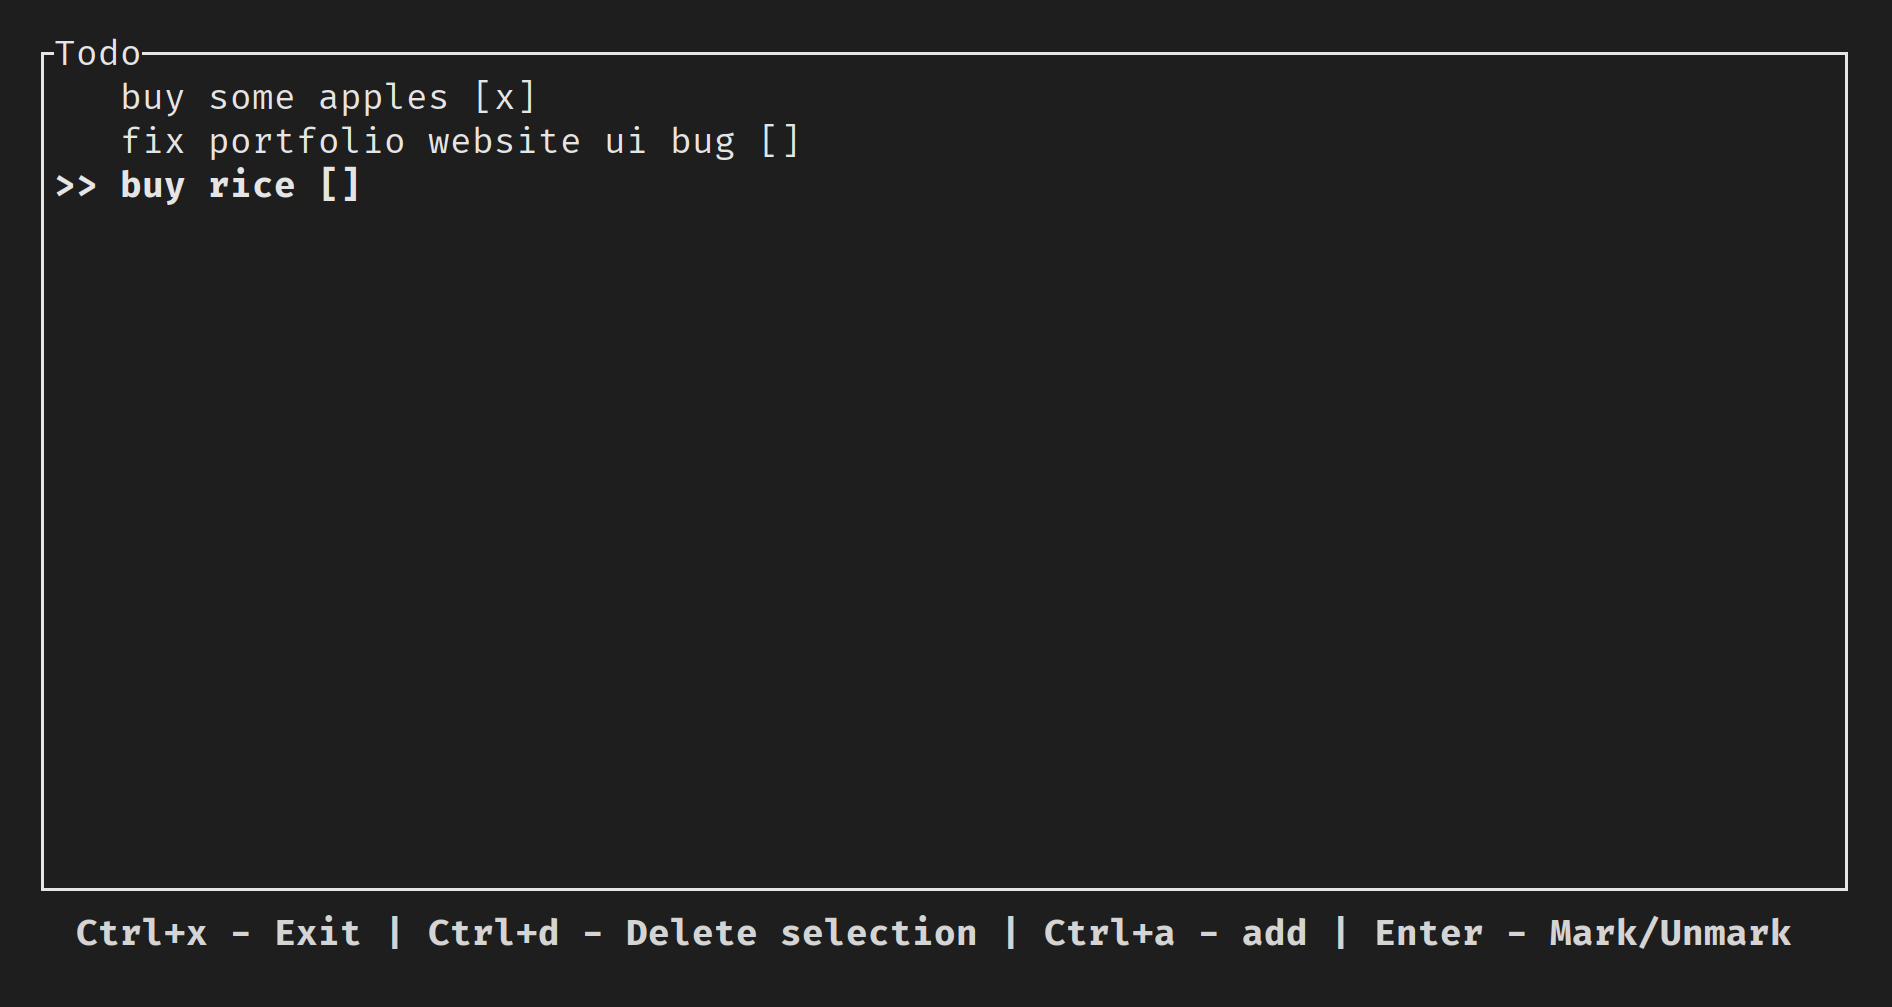 Todo
buy some apples [x]
fix portfolio website ui bug []
>> buy rice []
Ctrl+x - Exit | Ctrl+d - Delete selection | Ctrl+a - add | Enter - Mark/Unmark